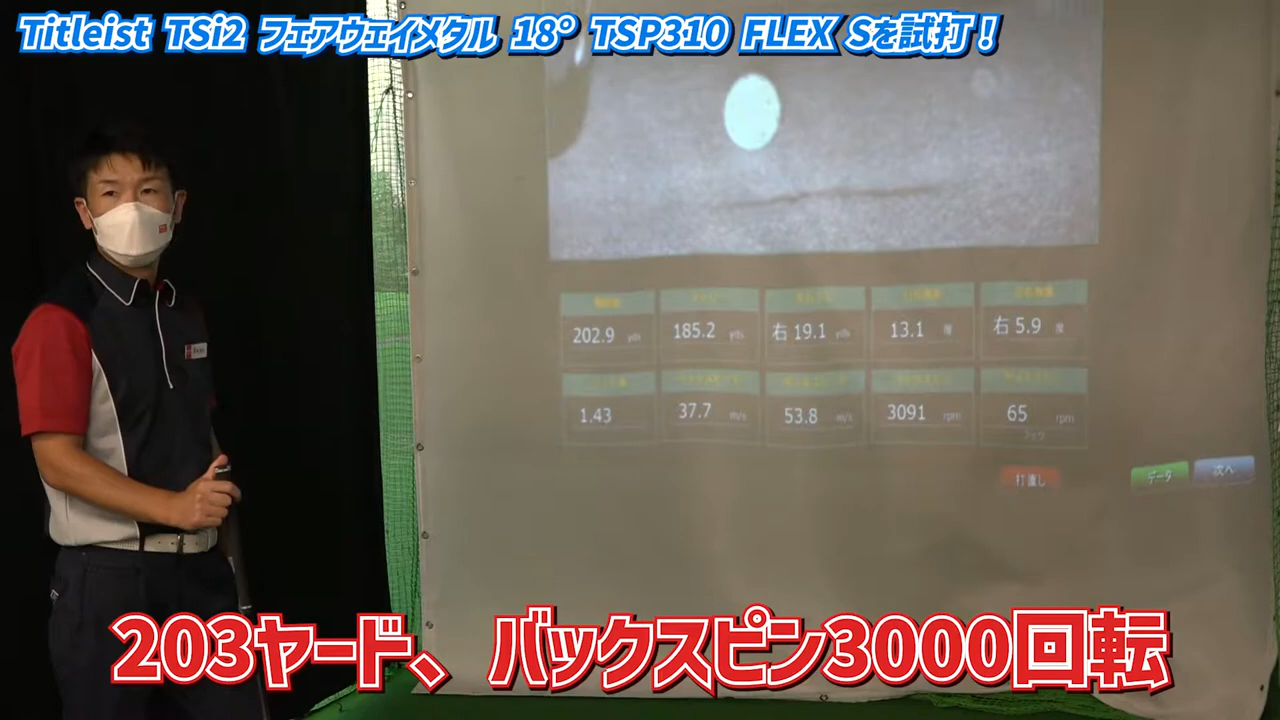 Titleist TSi2 フェアウェイメタル 18° TSP310 FLEX Sを試打！
202.9 yds 185.2 yds 右 19.1 yds 13.1 度 右 5.9 度
1.43 37.7 m/s 53.8 m/s 3091 rpm 65 rpm
フック
打直し データ 次へ
203ヤード、バックスピン3000回転